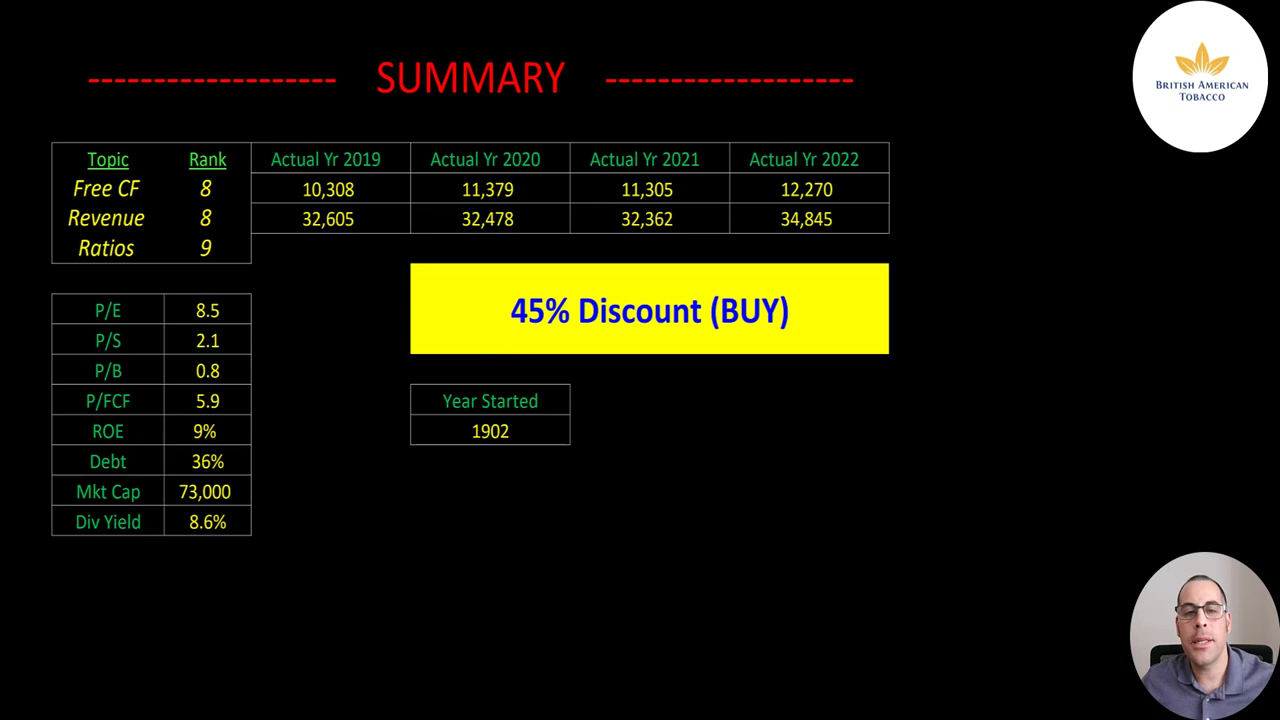 ------------------- SUMMARY -------------------
BRITISH AMERICAN
TOBACCO
Topic Rank Actual Yr 2019 Actual Yr 2020 Actual Yr 2021 Actual Yr 2022
Free CF 8 10,308 11,379 11,305 12,270
Revenue 8 32,605 32,478 32,362 34,845
Ratios 9
45% Discount (BUY)
P/E 8.5
P/S 2.1
P/B 0.8
P/FCF 5.9
ROE 9%
Debt 36%
Mkt Cap 73,000
Div Yield 8.6%
Year Started
1902